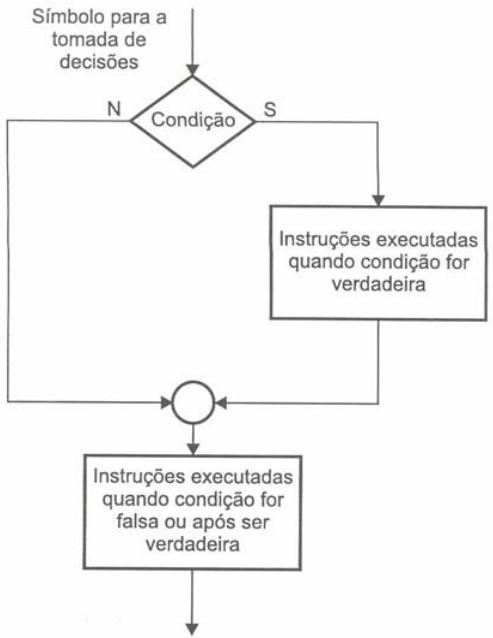 Símbolo para a
tomada de
decisões
N
Condição
S
Instruções executadas
quando condição for
verdadeira
Instruções executadas
quando condição for
falsa ou após ser
verdadeira